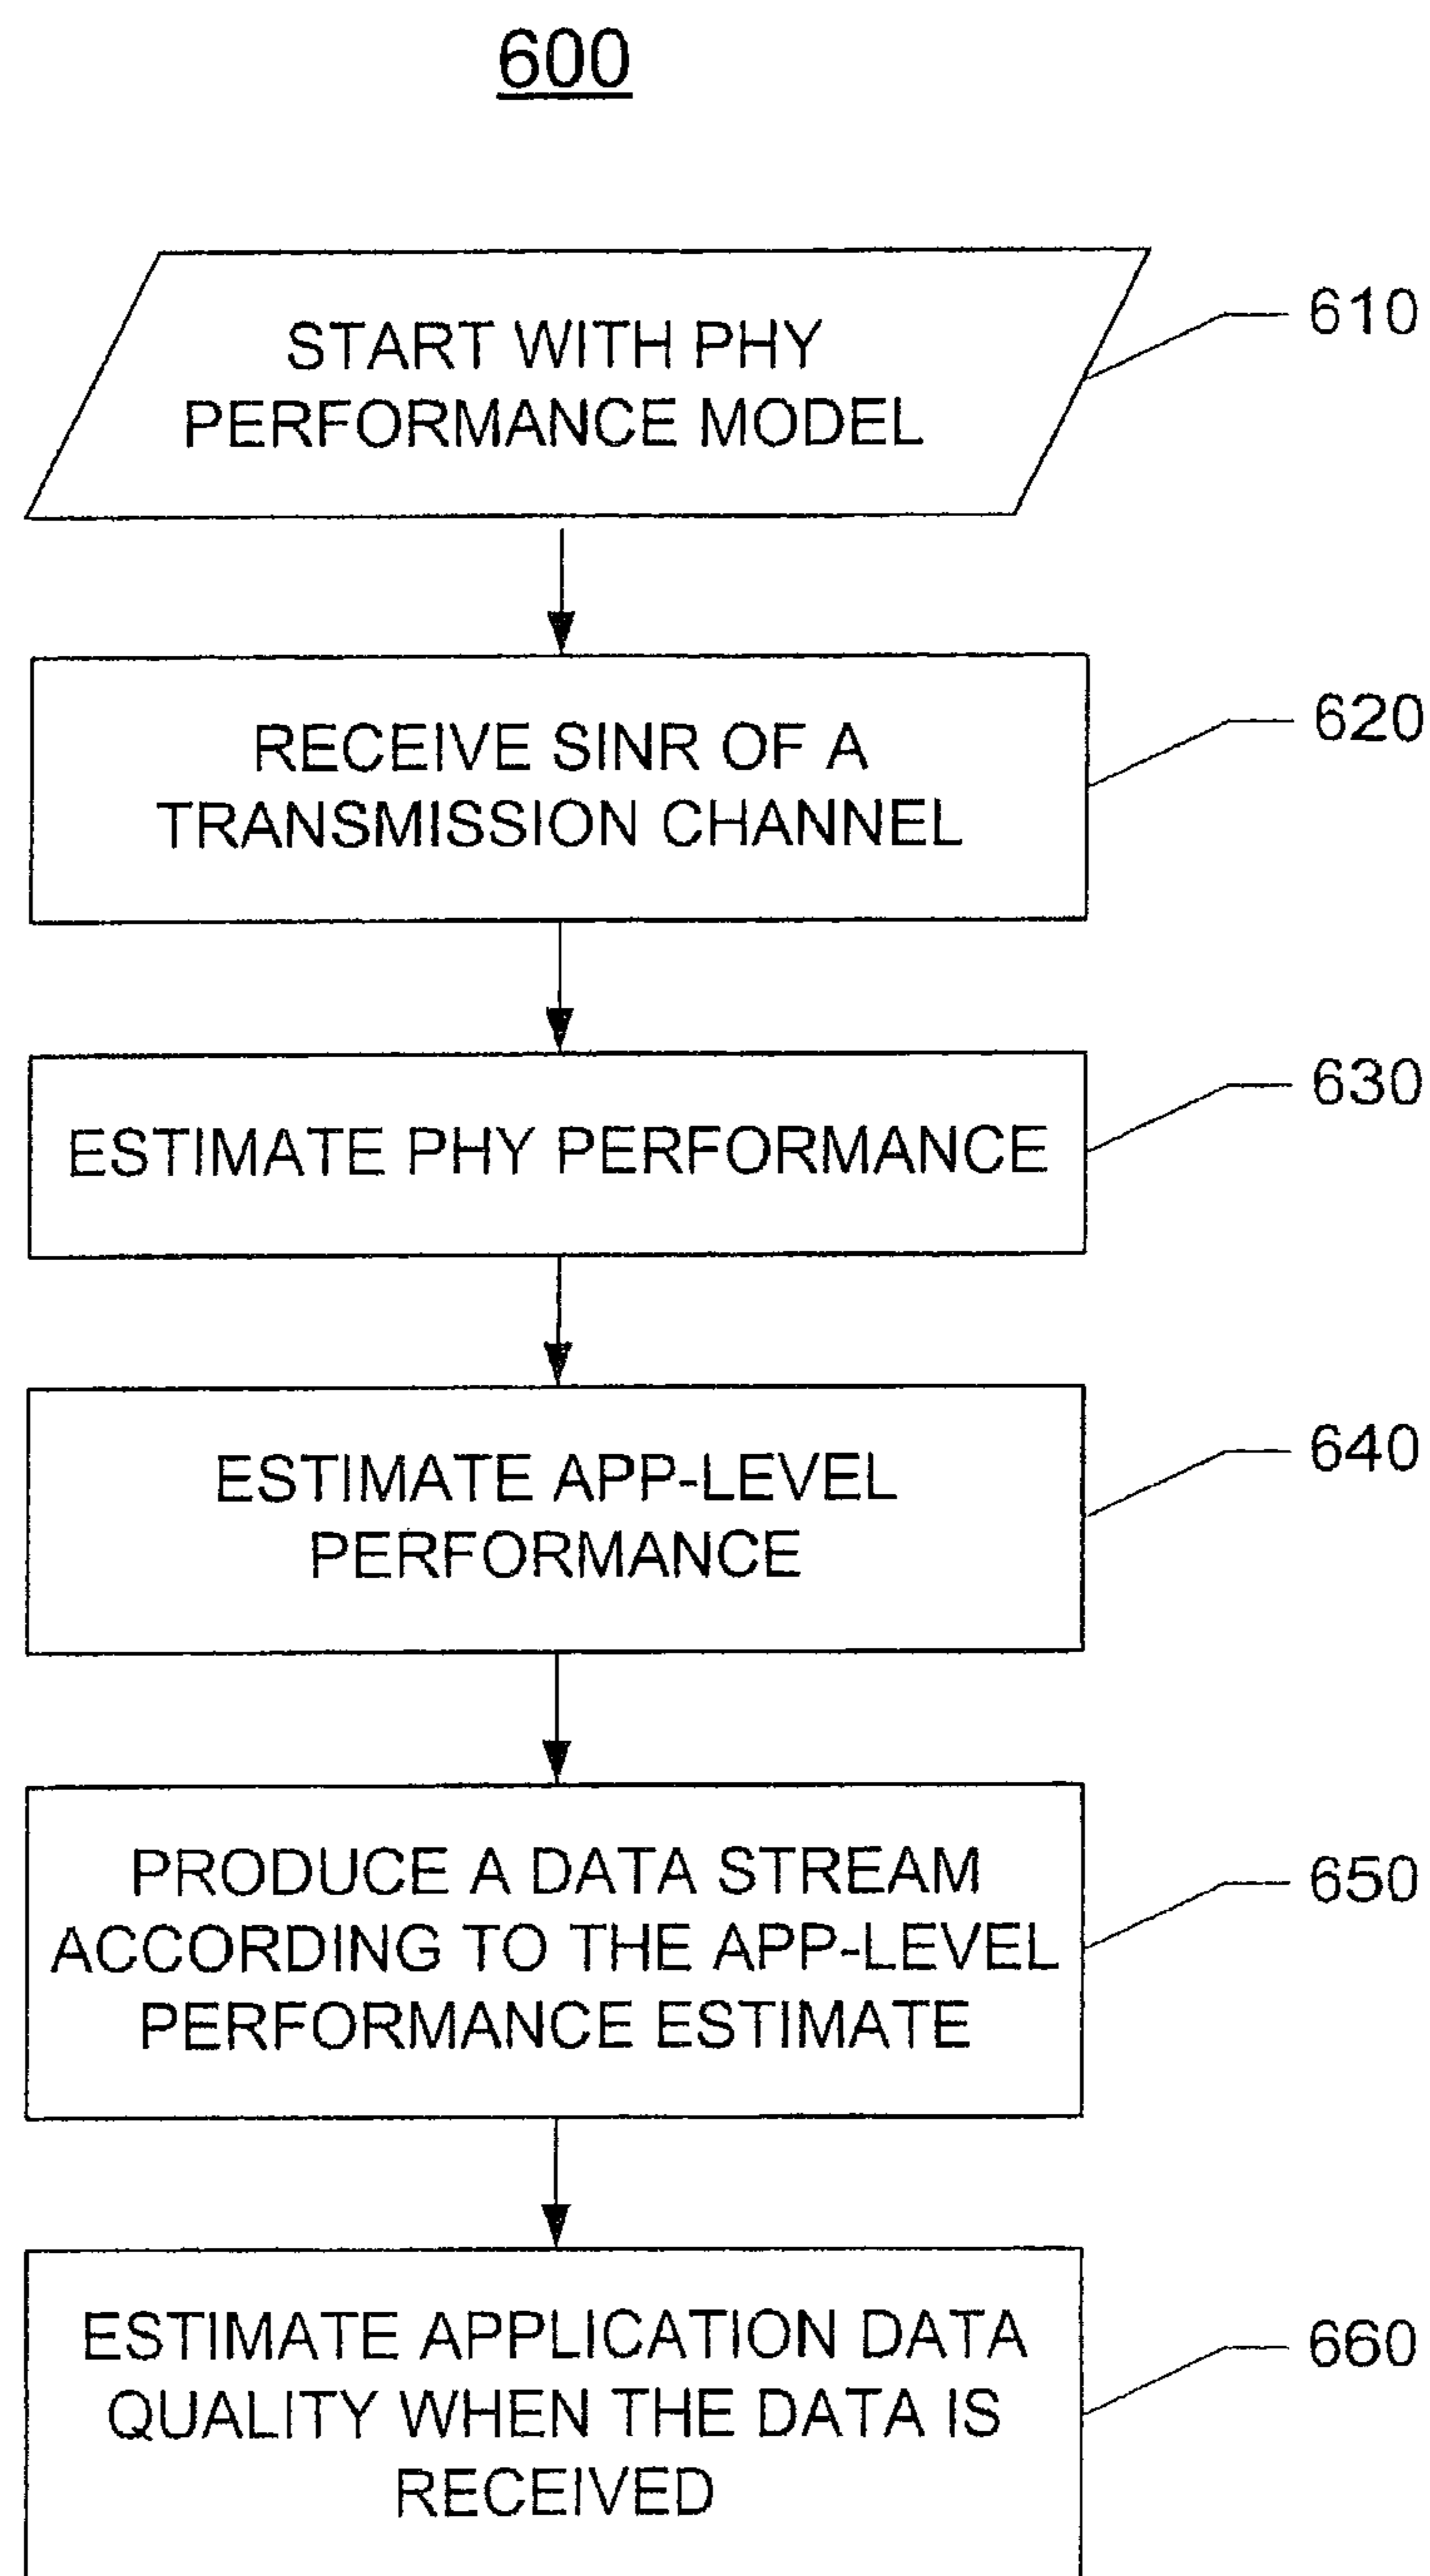 600
START WITH PHY
PERFORMANCE MODEL
610
RECEIVE SINR OF A
TRANSMISSION CHANNEL
620
ESTIMATE PHY PERFORMANCE
630
ESTIMATE APP-LEVEL
PERFORMANCE
640
PRODUCE A DATA STREAM
ACCORDING TO THE APP-LEVEL
PERFORMANCE ESTIMATE
650
ESTIMATE APPLICATION DATA
QUALITY WHEN THE DATA IS
RECEIVED
660